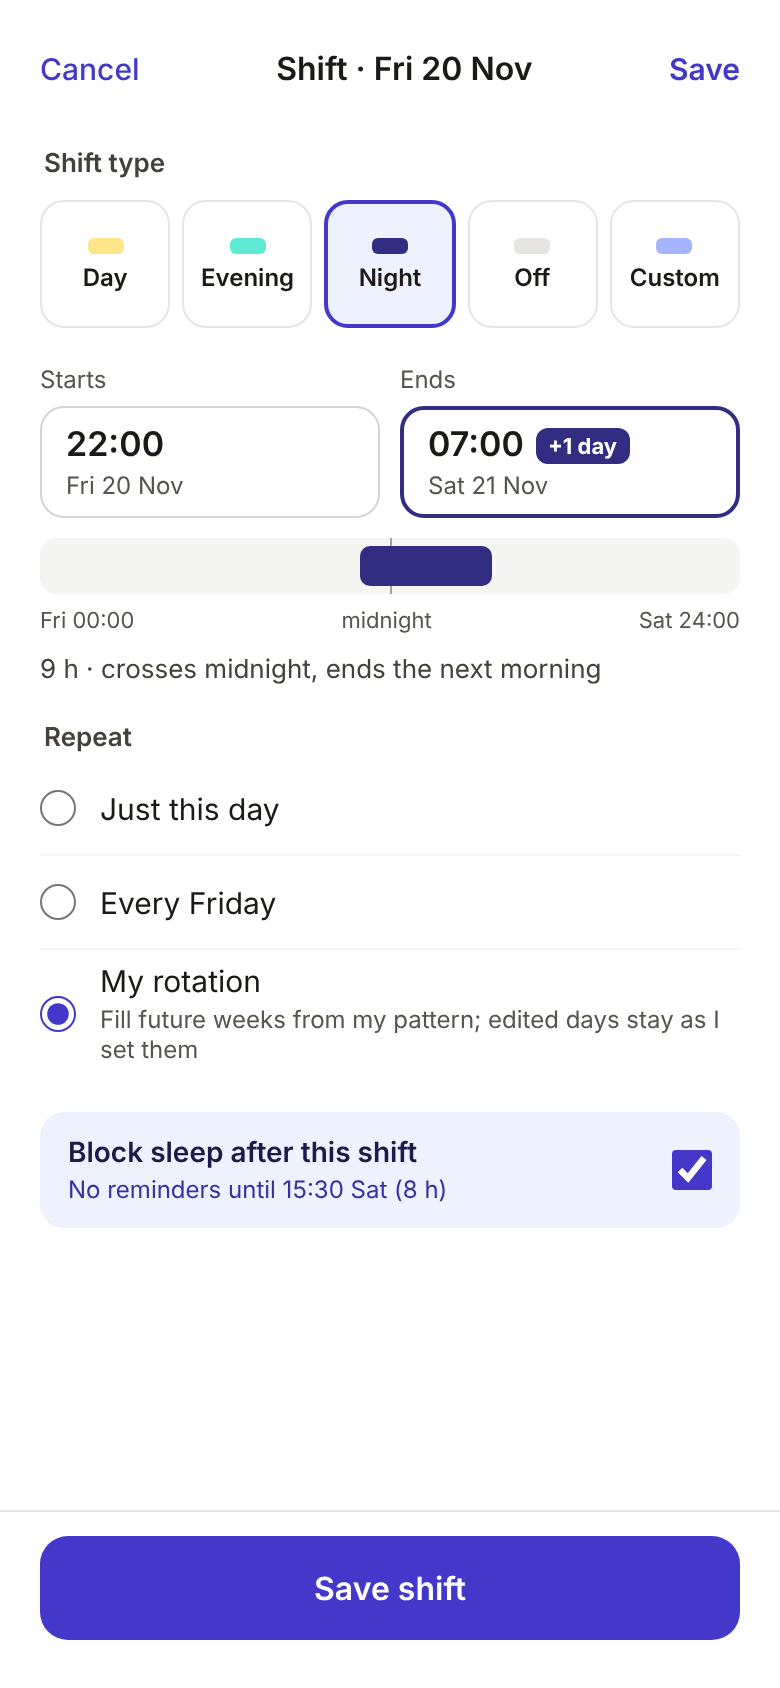 Cancel
Shift · Fri 20 Nov
Save
Shift type
Day
Evening
Night
Off
Custom
Starts
Ends
22:00
Fri 20 Nov
07:00 +1 day
Sat 21 Nov
Fri 00:00
midnight
Sat 24:00
9 h · crosses midnight, ends the next morning
Repeat
Just this day
Every Friday
My rotation
Fill future weeks from my pattern; edited days stay as I
set them
Block sleep after this shift
No reminders until 15:30 Sat (8 h)
Save shift